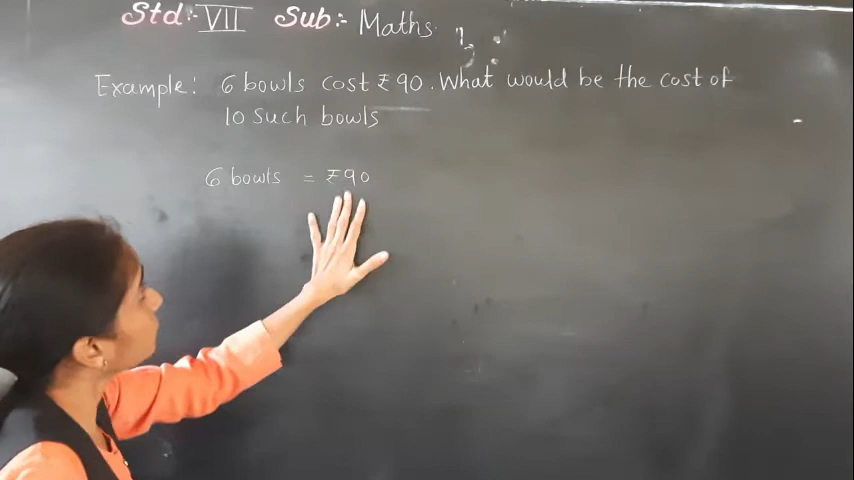 Std:- VII Sub:- Maths
Example: 6 bowls cost ₹90. What would be the cost of
10 such bowls
6 bowls = ₹90